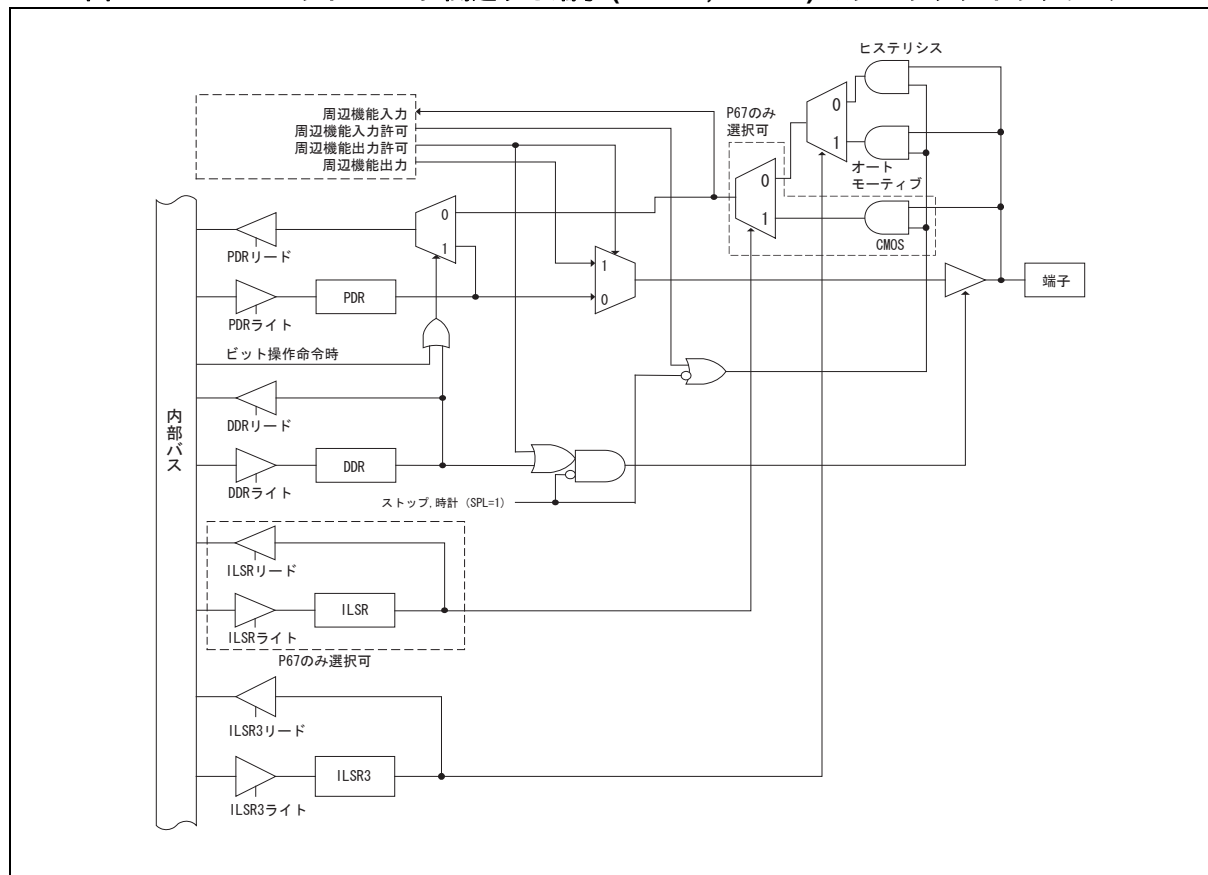 ヒステリシス
0
1
オート
モーティブ
P67のみ
選択可
0
1
CMOS
周辺機能入力
周辺機能入力許可
周辺機能出力許可
周辺機能出力
0
1
PDRリード
1
0
PDR
PDRライト
端子
ビット操作命令時
内部バス
DDRリード
DDR
DDRライト
ストップ,時計 (SPL=1)
ILSRリード
ILSR
ILSRライト
P67のみ選択可
ILSR3リード
ILSR3
ILSR3ライト